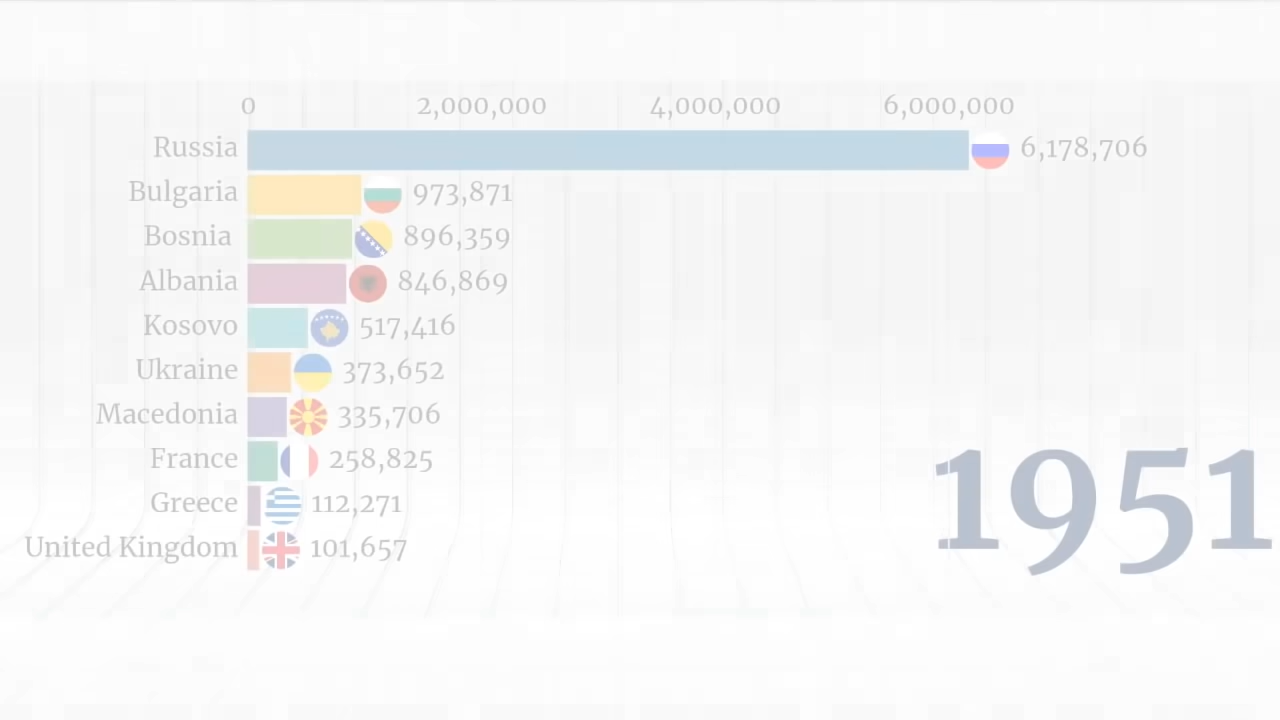 0 2,000,000 4,000,000 6,000,000
Russia 6,178,706
Bulgaria 973,871
Bosnia 896,359
Albania 846,869
Kosovo 517,416
Ukraine 373,652
Macedonia 335,706
France 258,825
Greece 112,271
United Kingdom 101,657
1951